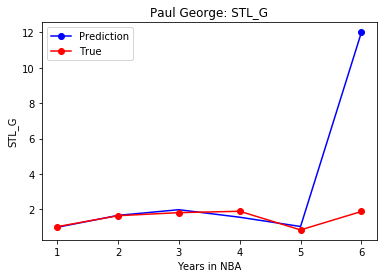 Paul George: STL_G
Prediction
True
12
10
8
6
4
2
STL_G
1 2 3 4 5 6
Years in NBA